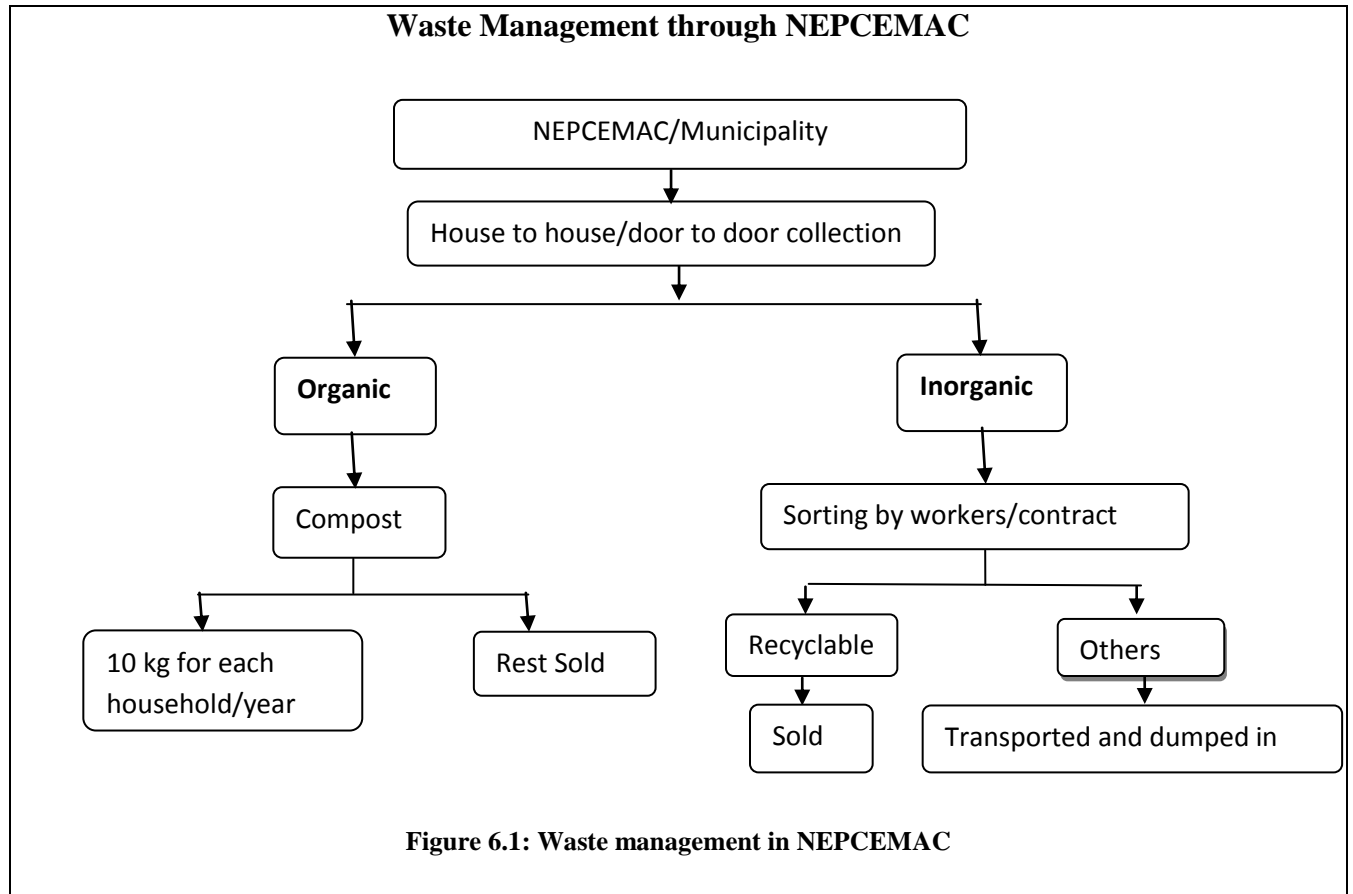 Waste Management through NEPCEMAC
NEPCEMAC/Municipality
House to house/door to door collection
Organic
Inorganic
Compost
Sorting by workers/contract
10 kg for each
household/year
Rest Sold
Recyclable
Others
Sold
Transported and dumped in
Figure 6.1: Waste management in NEPCEMAC